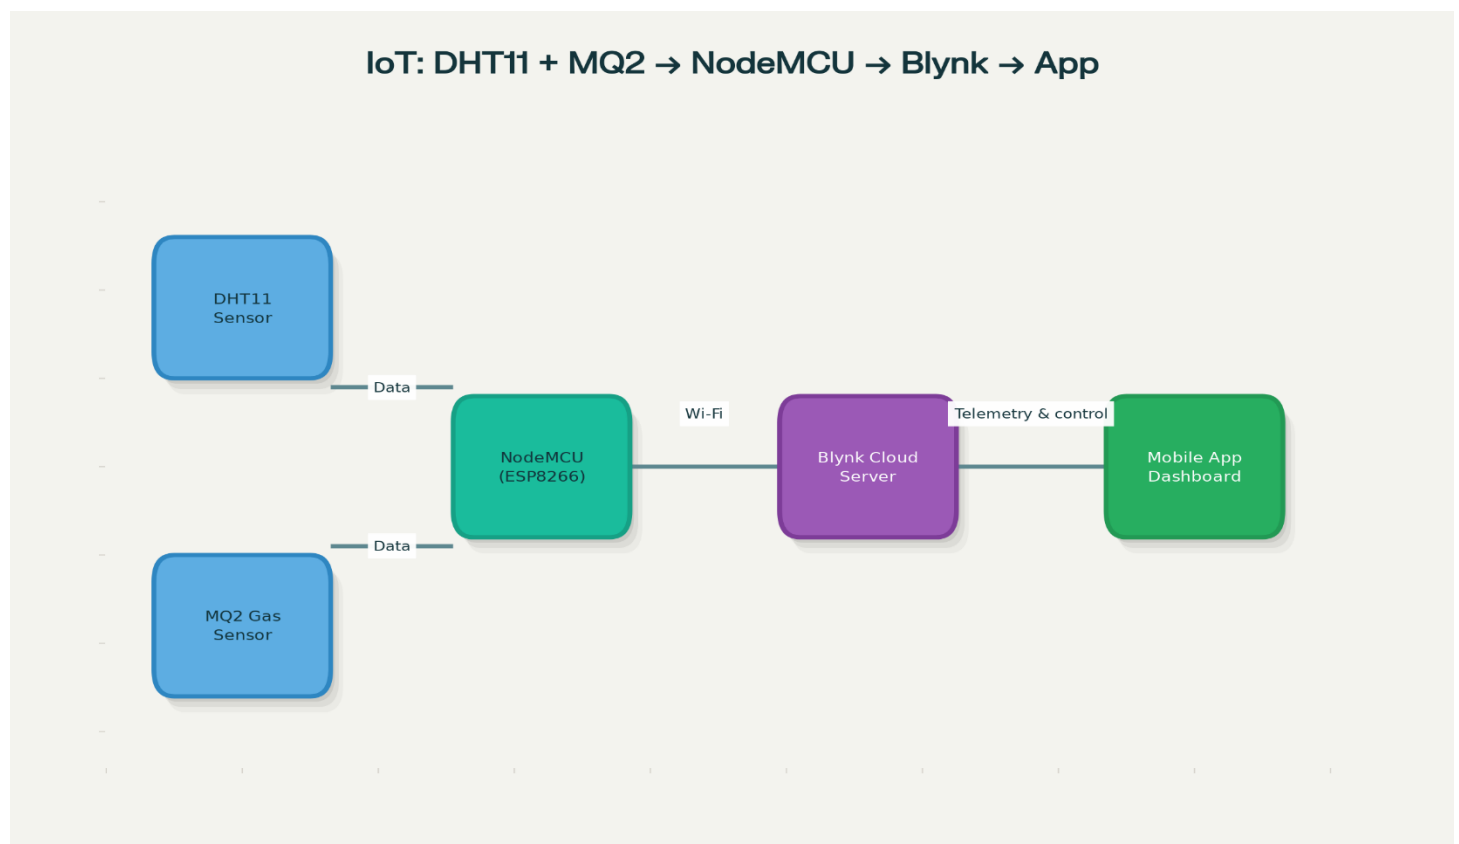 IoT: DHT11 + MQ2 → NodeMCU → Blynk → App
DHT11
Sensor
Data
NodeMCU
(ESP8266)
Wi-Fi
Blynk Cloud
Server
Telemetry & control
Mobile App
Dashboard
Data
MQ2 Gas
Sensor